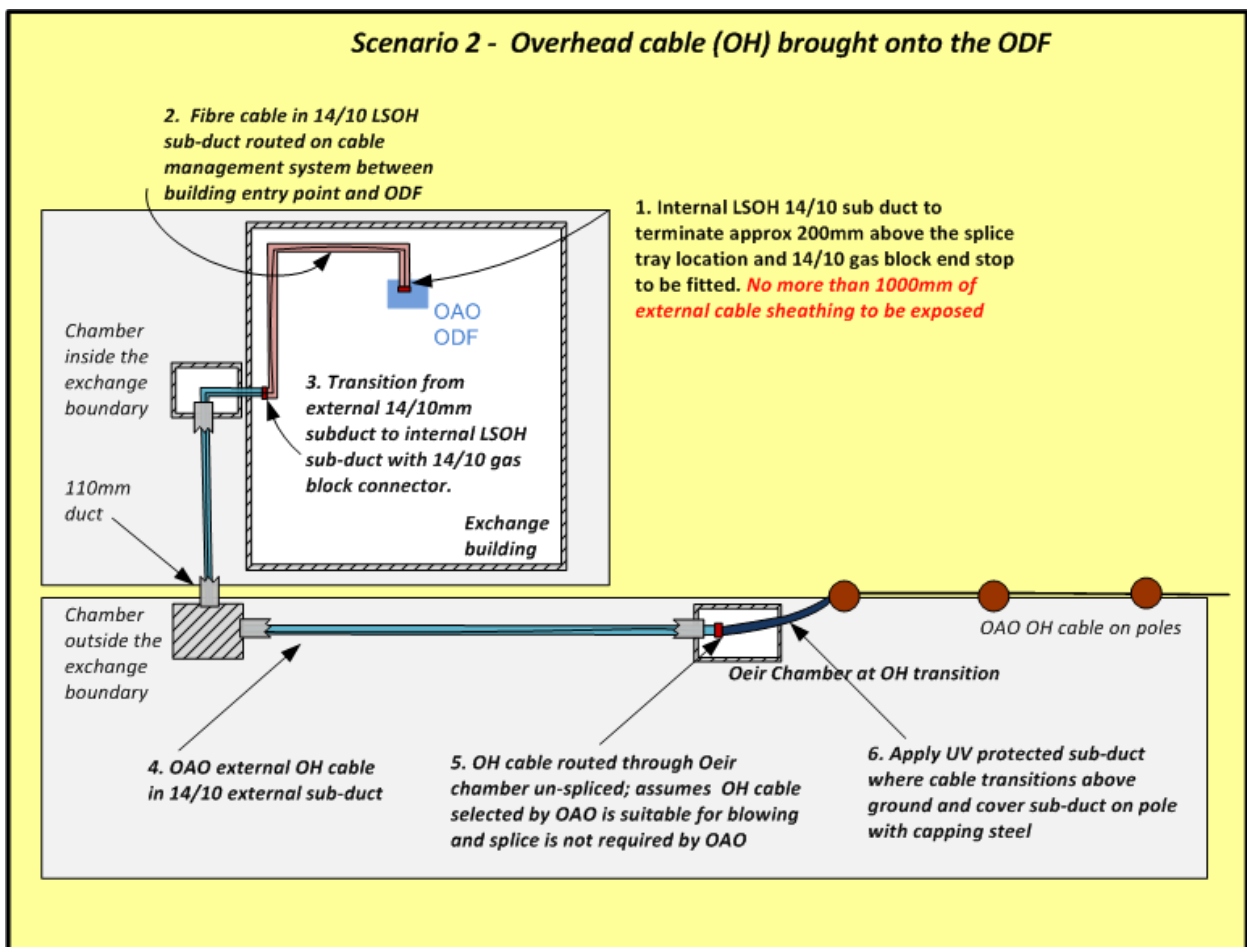 Scenario 2 - Overhead cable (OH) brought onto the ODF
2. Fibre cable in 14/10 LSOH
sub-duct routed on cable
management system between
building entry point and ODF
1. Internal LSOH 14/10 sub duct to
terminate approx 200mm above the splice
tray location and 14/10 gas block end stop
to be fitted. No more than 1000mm of
external cable sheathing to be exposed
OAO
ODF
Chamber
inside the
exchange
boundary
3. Transition from
external 14/10mm
subduct to internal LSOH
sub-duct with 14/10 gas
block connector.
110mm
duct
Exchange
building
Chamber
outside the
exchange
boundary
OAO OH cable on poles
Oeir Chamber at OH transition
4. OAO external OH cable
in 14/10 external sub-duct
5. OH cable routed through Oeir
chamber un-spliced; assumes OH cable
selected by OAO is suitable for blowing
and splice is not required by OAO
6. Apply UV protected sub-duct
where cable transitions above
ground and cover sub-duct on pole
with capping steel